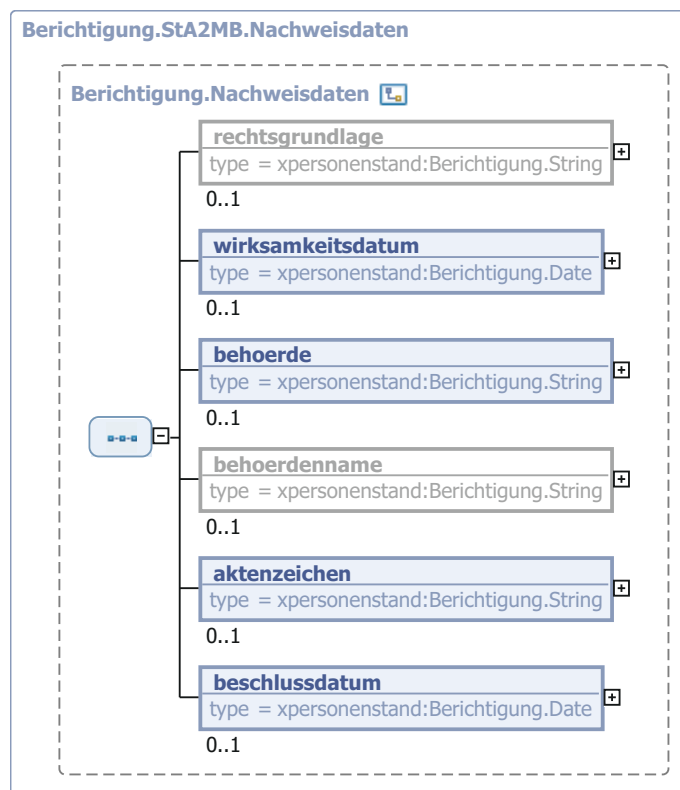 Berichtigung.StA2MB.Nachweisdaten
Berichtigung.Nachweisdaten
rechtsgrundlage
type = xpersonenstand:Berichtigung.String
0..1
wirksamkeitsdatum
type = xpersonenstand:Berichtigung.Date
0..1
behoerde
type = xpersonenstand:Berichtigung.String
0..1
behoerdenname
type = xpersonenstand:Berichtigung.String
0..1
aktenzeichen
type = xpersonenstand:Berichtigung.String
0..1
beschlussdatum
type = xpersonenstand:Berichtigung.Date
0..1